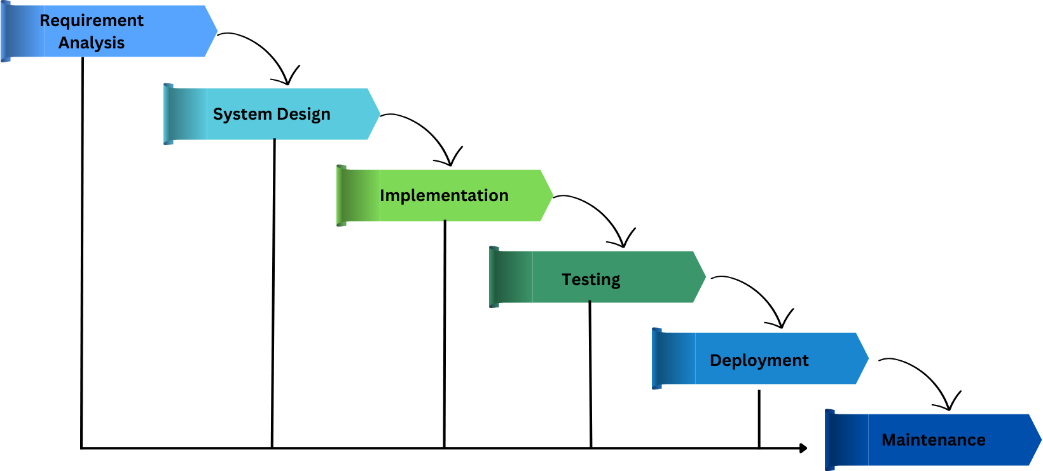 Requirement
Analysis
System Design
Implementation
Testing
Deployment
Maintenance